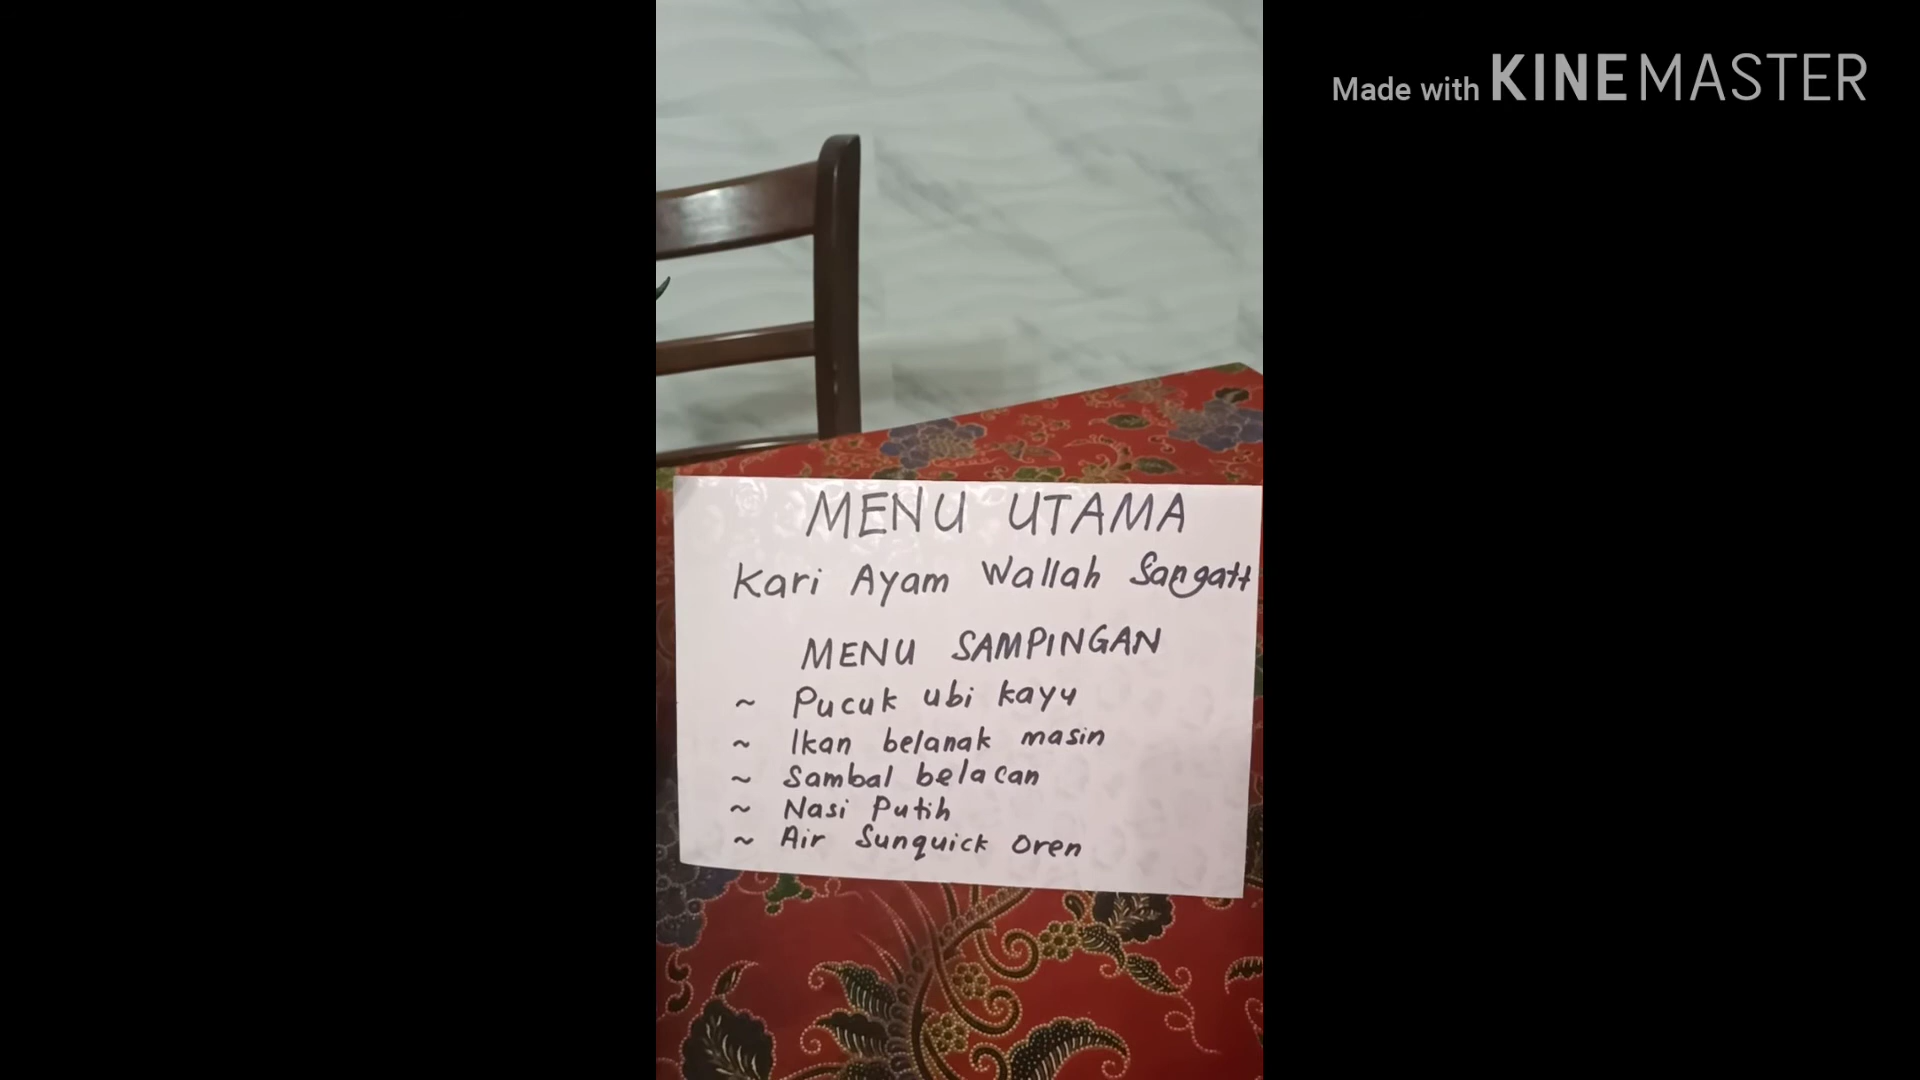 Made with KINEMASTER
MENU UTAMA
Kari Ayam Wallah Sangatt
MENU SAMPINGAN
~ Pucuk ubi kayu
~ Ikan belanak masin
~ Sambal belacan
~ Nasi Putih
~ Air Sunquick Oren